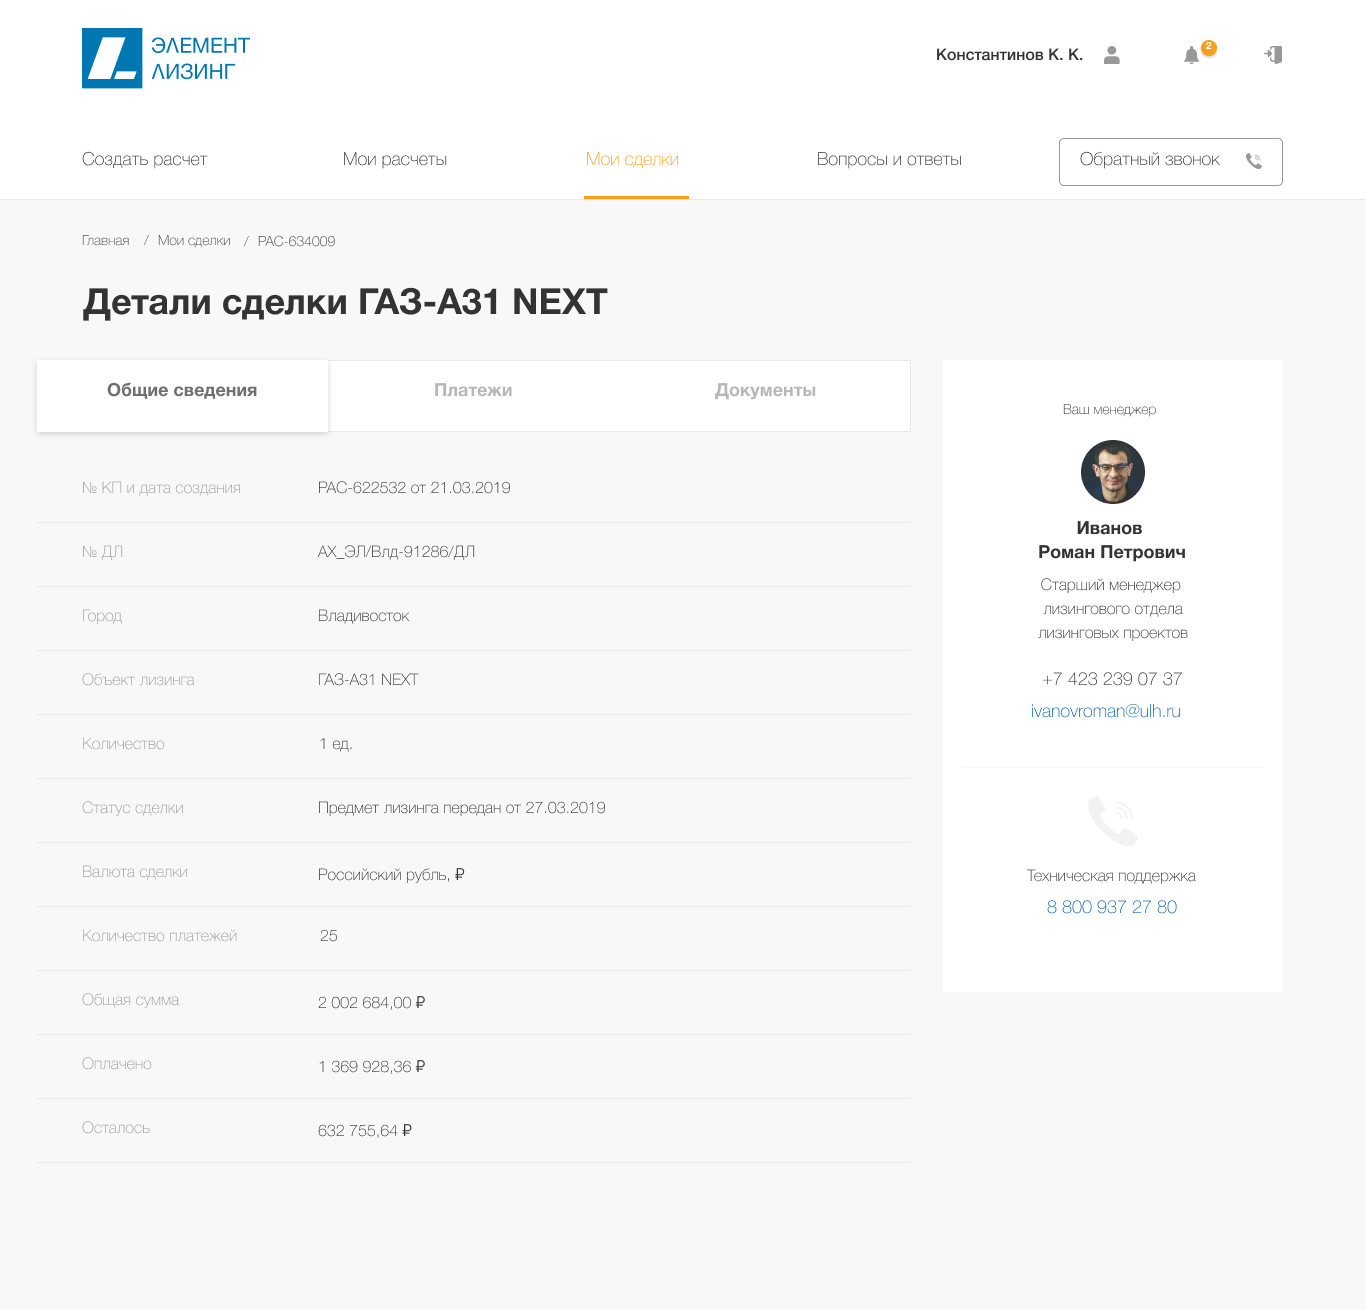 ЭЛЕМЕНТ
ЛИЗИНГ
Константинов К. К.
2
Создать расчет
Мои расчеты
Мои сделки
Вопросы и ответы
Обратный звонок
Главная / Мои сделки / РАС-634009
Детали сделки ГАЗ-А31 NEXT
Общие сведения
Платежи
Документы
№ КП и дата создания
РАС-622532 от 21.03.2019
№ ДЛ
АХ_ЭЛ/Влд-91286/ДЛ
Город
Владивосток
Объект лизинга
ГАЗ-А31 NEXT
Количество
1 ед.
Статус сделки
Предмет лизинга передан от 27.03.2019
Валюта сделки
Российский рубль, ₽
Количество платежей
25
Общая сумма
2 002 684,00 ₽
Оплачено
1 369 928,36 ₽
Осталось
632 755,64 ₽
Ваш менеджер
Иванов
Роман Петрович
Старший менеджер
лизингового отдела
лизинговых проектов
+7 423 239 07 37
ivanovroman@ulh.ru
Техническая поддержка
8 800 937 27 80